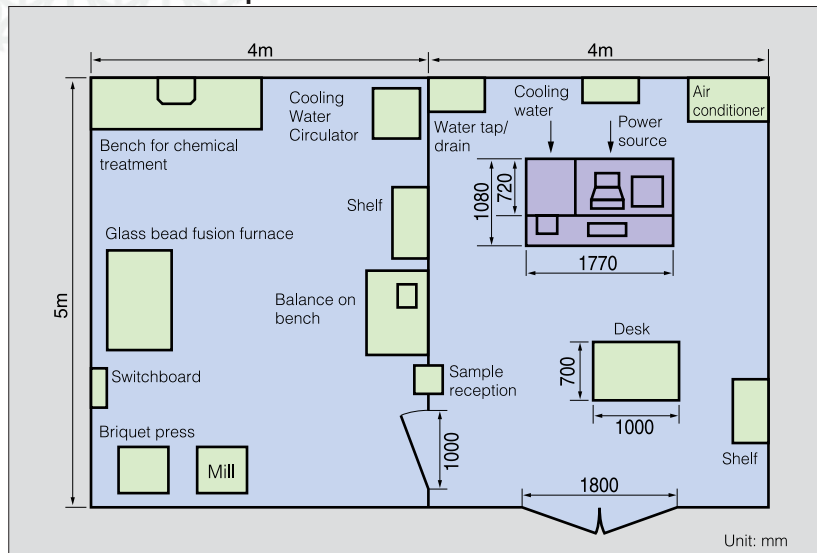 4m
4m
5m
Bench for chemical
treatment
Cooling
Water
Circulator
Water tap/
drain
Cooling
water
Power
source
Air
conditioner
1080
720
1770
Shelf
Glass bead fusion furnace
Balance on
bench
Desk
700
1000
Switchboard
Sample
reception
Briquet press
Mill
1000
Shelf
1800
Unit: mm